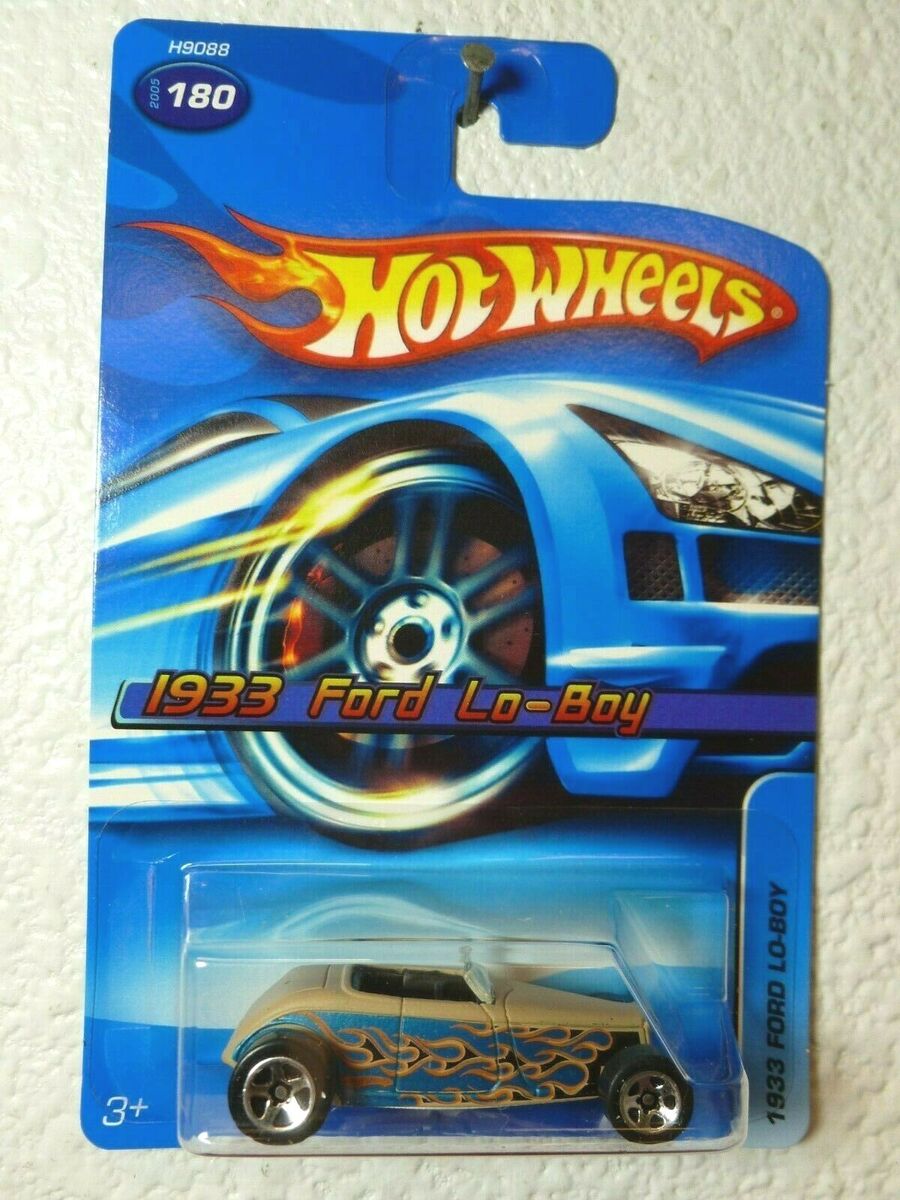 H9088
2005
180
HOT WHEELS®
1933 Ford Lo-Boy
1933 FORD LO-BOY
3+